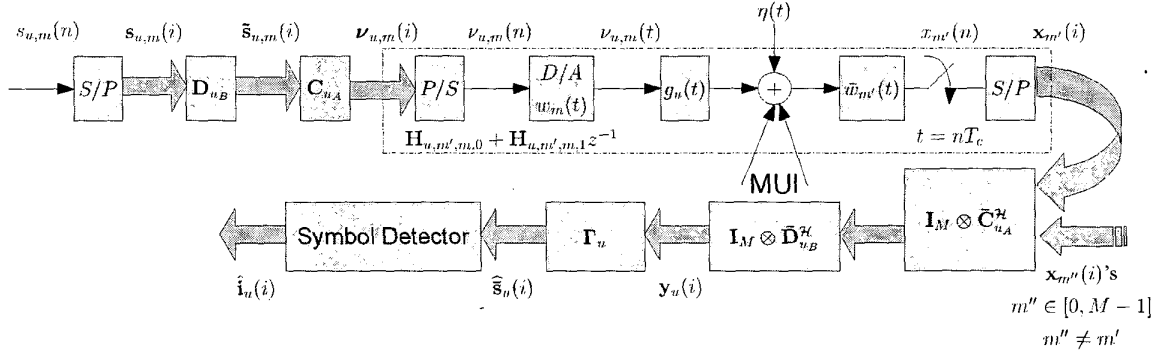 s_{u,m}(n) 𝐬_{u,m}(i) 𝐬̃_{u,m}(i) 𝛎_{u,m}(i) ν_{u,m}(n) ν_{u,m}(t) η(t) x_{m'}(n) 𝐱_{m'}(i)
S/P 𝐃_{u_B} 𝐂_{u_A} P/S D/A g_u(t) + w̄_{m'}(t) S/P
w_m(t)
𝐇_{u,m',m,0} + 𝐇_{u,m',m,1}z^{-1} t = nT_c
MUI
Symbol Detector 𝚪_u 𝐈_M ⊗ 𝐃̄^ℋ_{u_B} 𝐈_M ⊗ 𝐂̄^ℋ_{u_A}
𝐢̂_u(i) 𝐬̃̂_u(i) 𝐲_u(i) 𝐱_{m''}(i)'s
m'' ∈ [0, M − 1]
m'' ≠ m'